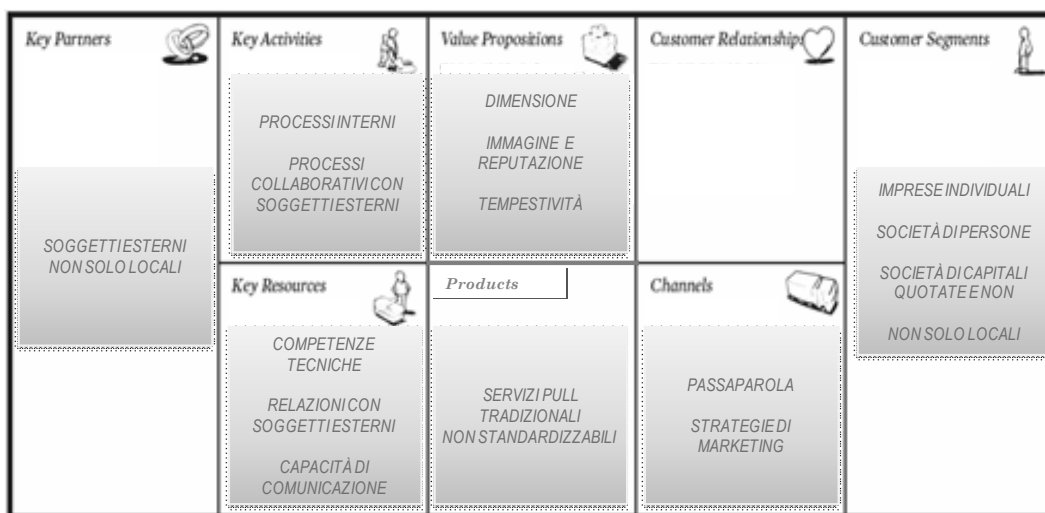 Key Partners
SOGGETTI ESTERNI
NON SOLO LOCALI
Key Activities
PROCESSI INTERNI
PROCESSI
COLLABORATIVI CON
SOGGETTI ESTERNI
Key Resources
COMPETENZE
TECNICHE
RELAZIONI CON
SOGGETTI ESTERNI
CAPACITÀ DI
COMUNICAZIONE
Value Propositions
DIMENSIONE
IMMAGINE E
REPUTAZIONE
TEMPESTIVITÀ
Products
SERVIZI PULL
TRADIZIONALI
NON STANDARDIZZABILI
Customer Relationships
Channels
PASSAPAROLA
STRATEGIE DI
MARKETING
Customer Segments
IMPRESE INDIVIDUALI
SOCIETÀ DI PERSONE
SOCIETÀ DI CAPITALI
QUOTATE E NON
NON SOLO LOCALI